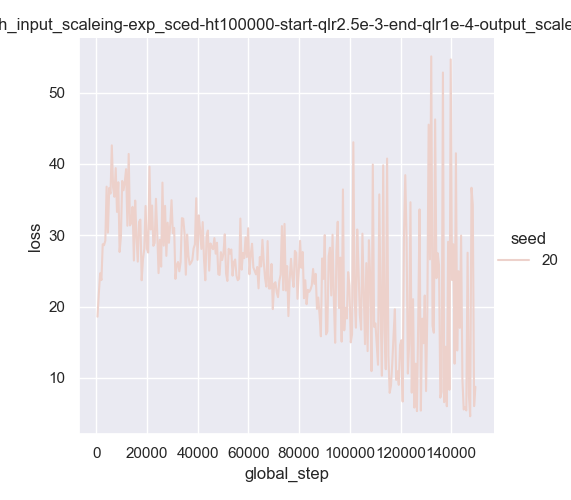 h_input_scaleing-exp_sced-ht100000-start-qlr2.5e-3-end-qlr1e-4-output_scale
50
40
30
20
10
loss
0 20000 40000 60000 80000 100000 120000 140000
global_step
seed
20